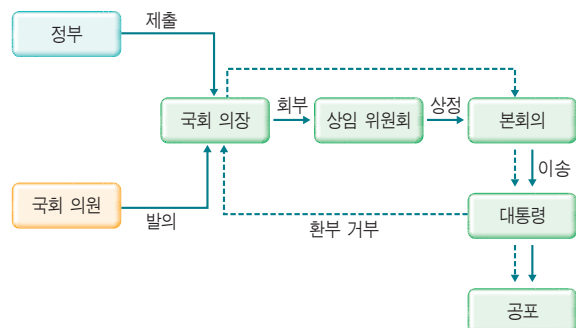 정부
제출
국회 의장
회부
상임 위원회
상정
본회의
이송
국회 의원
발의
환부 거부
대통령
공포